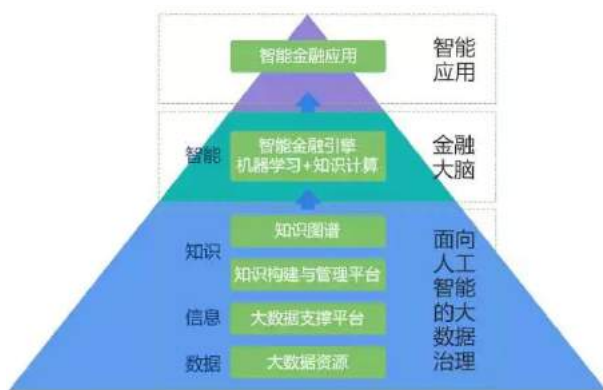 智能金融应用
智能
应用
智能
智能金融引擎
机器学习+知识计算
金融
大脑
知识
知识图谱
知识构建与管理平台
信息
大数据支撑平台
数据
大数据资源
面向
人工
智能
的大
数据
治理